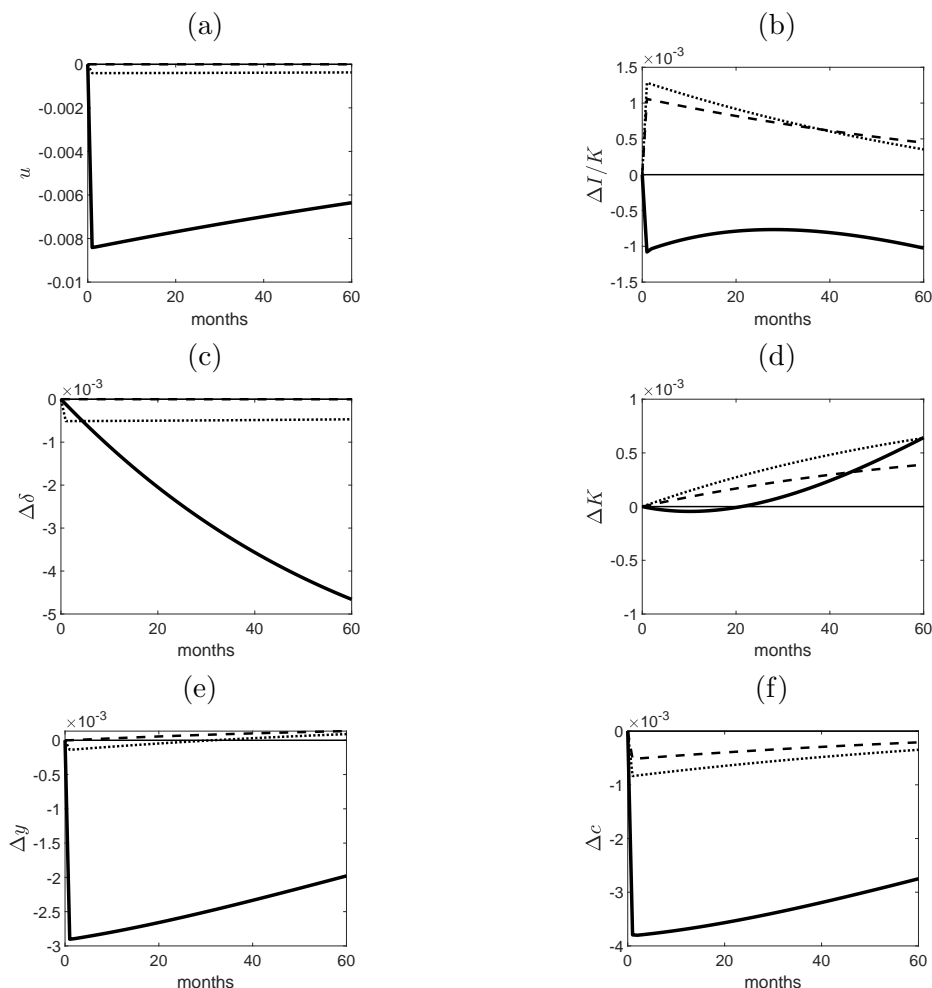 (a)
0
-0.002
-0.004
-0.006
-0.008
-0.01
u
0 20 40 60
months
(b)
×10⁻³
1.5
1
0.5
0
-0.5
-1
-1.5
ΔI/K
0 20 40 60
months
(c)
×10⁻³
0
-1
-2
-3
-4
-5
Δδ
0 20 40 60
months
(d)
×10⁻³
1
0.5
0
-0.5
-1
ΔK
0 20 40 60
months
(e)
×10⁻³
0
-0.5
-1
-1.5
-2
-2.5
-3
Δy
0 20 40 60
months
(f)
×10⁻³
0
-1
-2
-3
-4
Δc
0 20 40 60
months